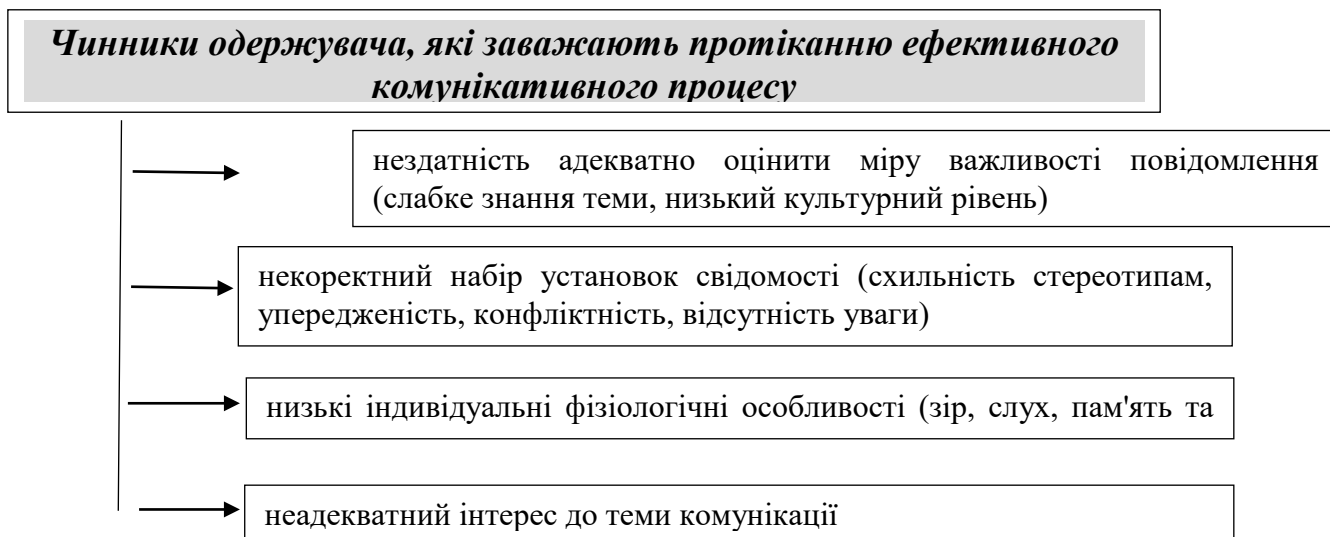 Чинники одержувача, які заважають протіканню ефективного
комунікативного процесу
нездатність адекватно оцінити міру важливості повідомлення
(слабке знання теми, низький культурний рівень)
некоректний набір установок свідомості (схильність стереотипам,
упередженість, конфліктність, відсутність уваги)
низькі індивідуальні фізіологічні особливості (зір, слух, пам'ять та
неадекватний інтерес до теми комунікації